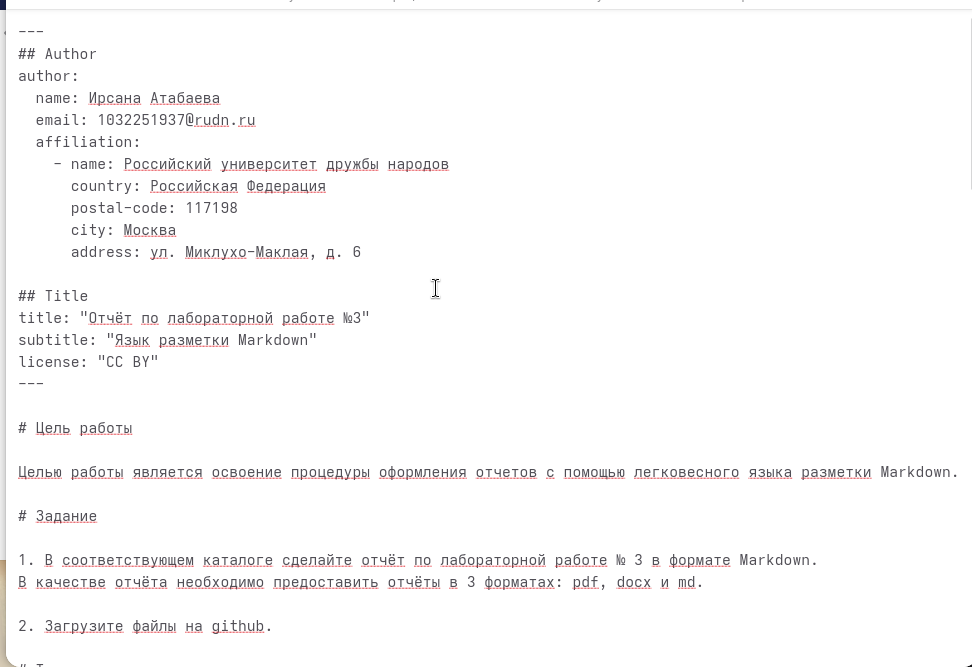 ---
## Author
author:
  name: Ирсана Атабаева
  email: 1032251937@rudn.ru
  affiliation:
    - name: Российский университет дружбы народов
      country: Российская Федерация
      postal-code: 117198
      city: Москва
      address: ул. Миклухо-Маклая, д. 6

## Title
title: "Отчёт по лабораторной работе №3"
subtitle: "Язык разметки Markdown"
license: "CC BY"
---

# Цель работы

Целью работы является освоение процедуры оформления отчетов с помощью легковесного языка разметки Markdown.

# Задание

1. В соответствующем каталоге сделайте отчёт по лабораторной работе № 3 в формате Markdown.
В качестве отчёта необходимо предоставить отчёты в 3 форматах: pdf, docx и md.

2. Загрузите файлы на github.